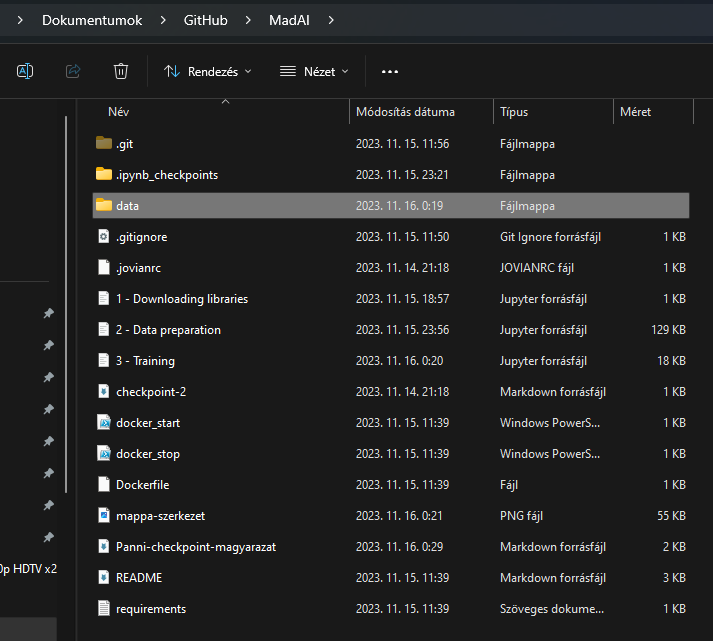 Dokumentumok > GitHub > MadAI >
Rendezés Nézet
Név Módosítás dátuma Típus Méret
.git 2023. 11. 15. 11:56 Fájlmappa
.ipynb_checkpoints 2023. 11. 15. 23:21 Fájlmappa
data 2023. 11. 16. 0:19 Fájlmappa
.gitignore 2023. 11. 15. 11:50 Git Ignore forrásfájl 1 KB
.jovianrc 2023. 11. 14. 21:18 JOVIANRC fájl 1 KB
1 - Downloading libraries 2023. 11. 15. 18:57 Jupyter forrásfájl 1 KB
2 - Data preparation 2023. 11. 15. 23:56 Jupyter forrásfájl 129 KB
3 - Training 2023. 11. 16. 0:20 Jupyter forrásfájl 18 KB
checkpoint-2 2023. 11. 14. 21:18 Markdown forrásfájl 1 KB
docker_start 2023. 11. 15. 11:39 Windows PowerS... 1 KB
docker_stop 2023. 11. 15. 11:39 Windows PowerS... 1 KB
Dockerfile 2023. 11. 15. 11:39 Fájl 1 KB
mappa-szerkezet 2023. 11. 16. 0:21 PNG fájl 55 KB
Panni-checkpoint-magyarazat 2023. 11. 16. 0:29 Markdown forrásfájl 2 KB
0p HDTV x2
README 2023. 11. 15. 11:39 Markdown forrásfájl 3 KB
requirements 2023. 11. 15. 11:39 Szöveges dokume... 1 KB